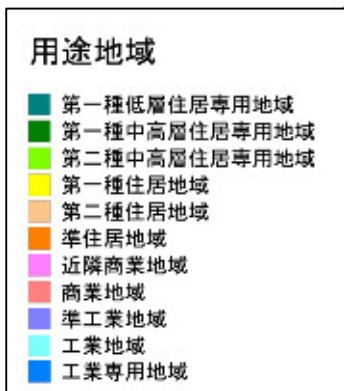 用途地域
第一種低層住居専用地域
第一種中高層住居専用地域
第二種中高層住居専用地域
第一種住居地域
第二種住居地域
準住居地域
近隣商業地域
商業地域
準工業地域
工業地域
工業専用地域